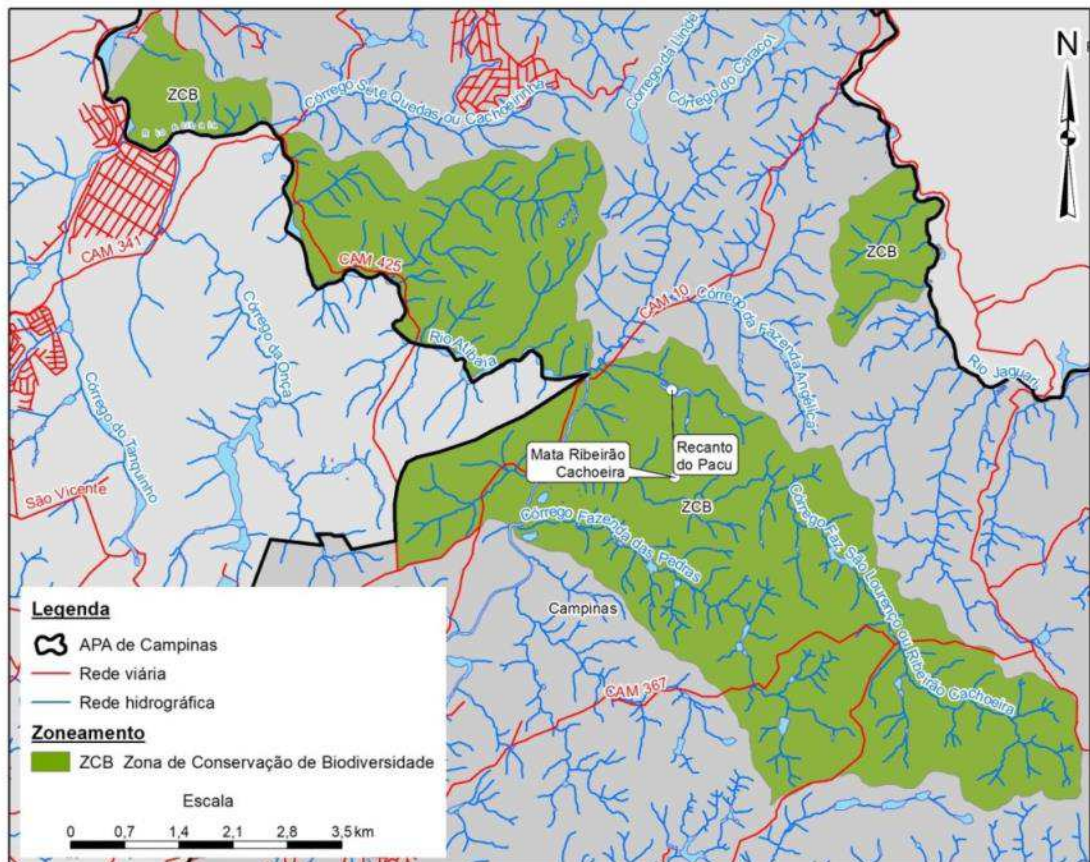 N
ZCB
Córrego Sete Quedas ou Cachoeirinha
Córrego da Linde
Córrego do Caracol
CAM 341
CAM 425
ZCB
Córrego da Onça
Rio Atibaia
CAM 10
Córrego da Fazenda Angélica
Rio Jaguari
Córrego do Tanquinho
Mata Ribeirão
Cachoeira
Recanto
do Pacu
São Vicente
ZCB
Córrego Fazenda das Pedras
Córrego Faz. São Lourenço ou Ribeirão Cachoeira
Campinas
CAM 367
Legenda
APA de Campinas
Rede viária
Rede hidrográfica
Zoneamento
ZCB Zona de Conservação de Biodiversidade
Escala
0 0,7 1,4 2,1 2,8 3,5 km